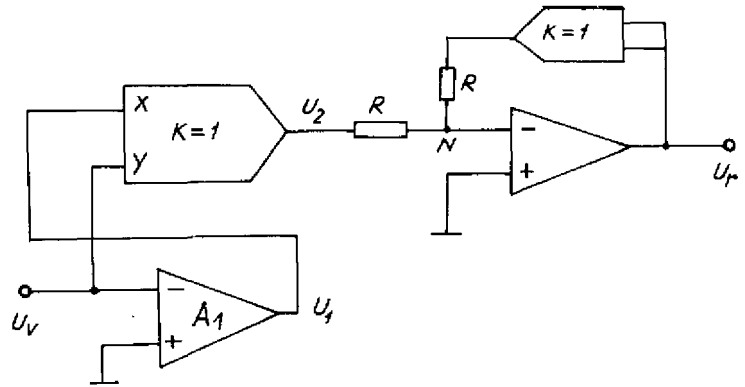 K=1
R
X
Y
K=1
U2
R
N
−
+
Ur
Uv
−
+
A1
U1